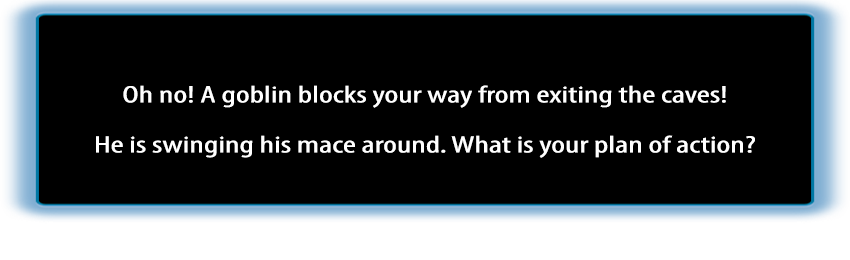 Oh no! A goblin blocks your way from exiting the caves!
He is swinging his mace around. What is your plan of action?